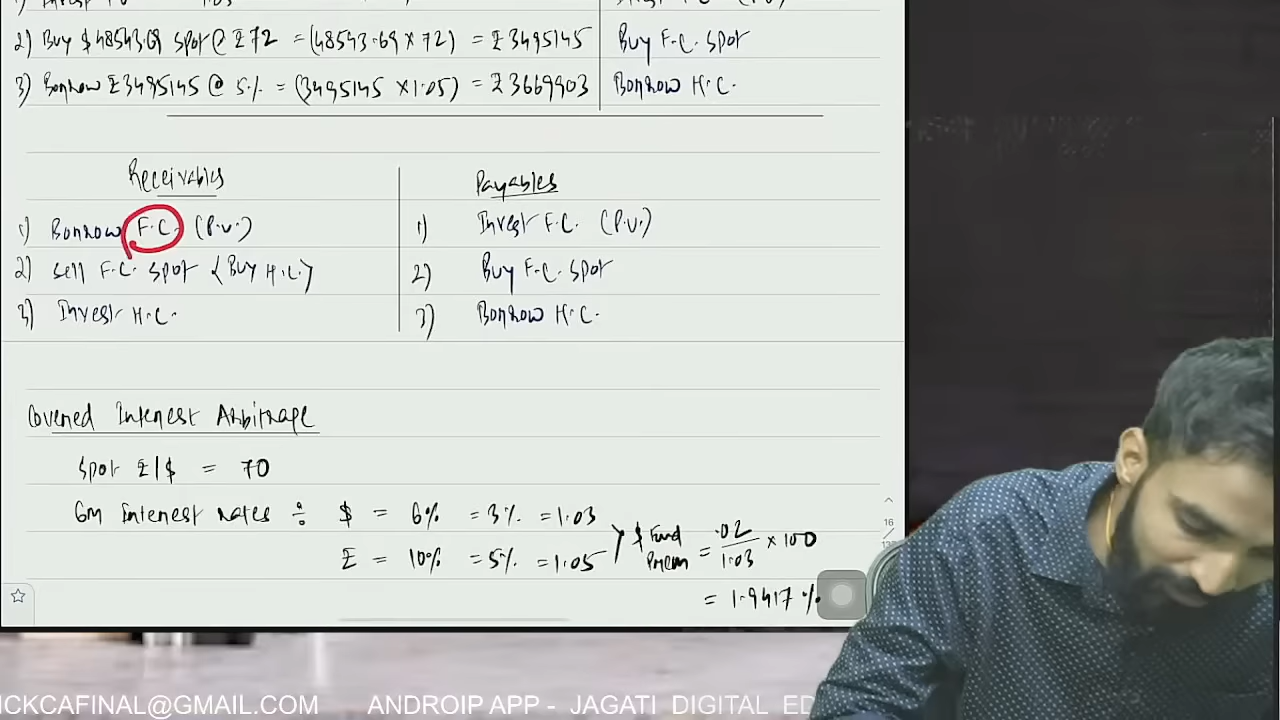 2) Buy $48543.69 Spot @ ₹72 = (48543.69 x 72) = ₹3495145
Buy F.C. Spot
3) Borrow ₹3495145 @ 5% = (3495145 x 1.05) = ₹3669903
Borrow H.C.
Receivables
1) Borrow F.C. (P.V.)
2) Sell F.C. Spot {Buy H.C.}
3) Invest H.C.
Payables
1) Invest F.C. (P.V.)
2) Buy F.C. Spot
3) Borrow H.C.
Covered Interest Arbitrage
Spot ₹/$ = 70
6m Interest Rates ÷ $ = 6% = 3% = 1.03
₹ = 10% = 5% = 1.05
$ Fwd Prem = .02/1.03 x 100
= 1.9417%
16
ICKCAFINAL@GMAIL.COM ANDROIP APP - JAGATI DIGITAL ED